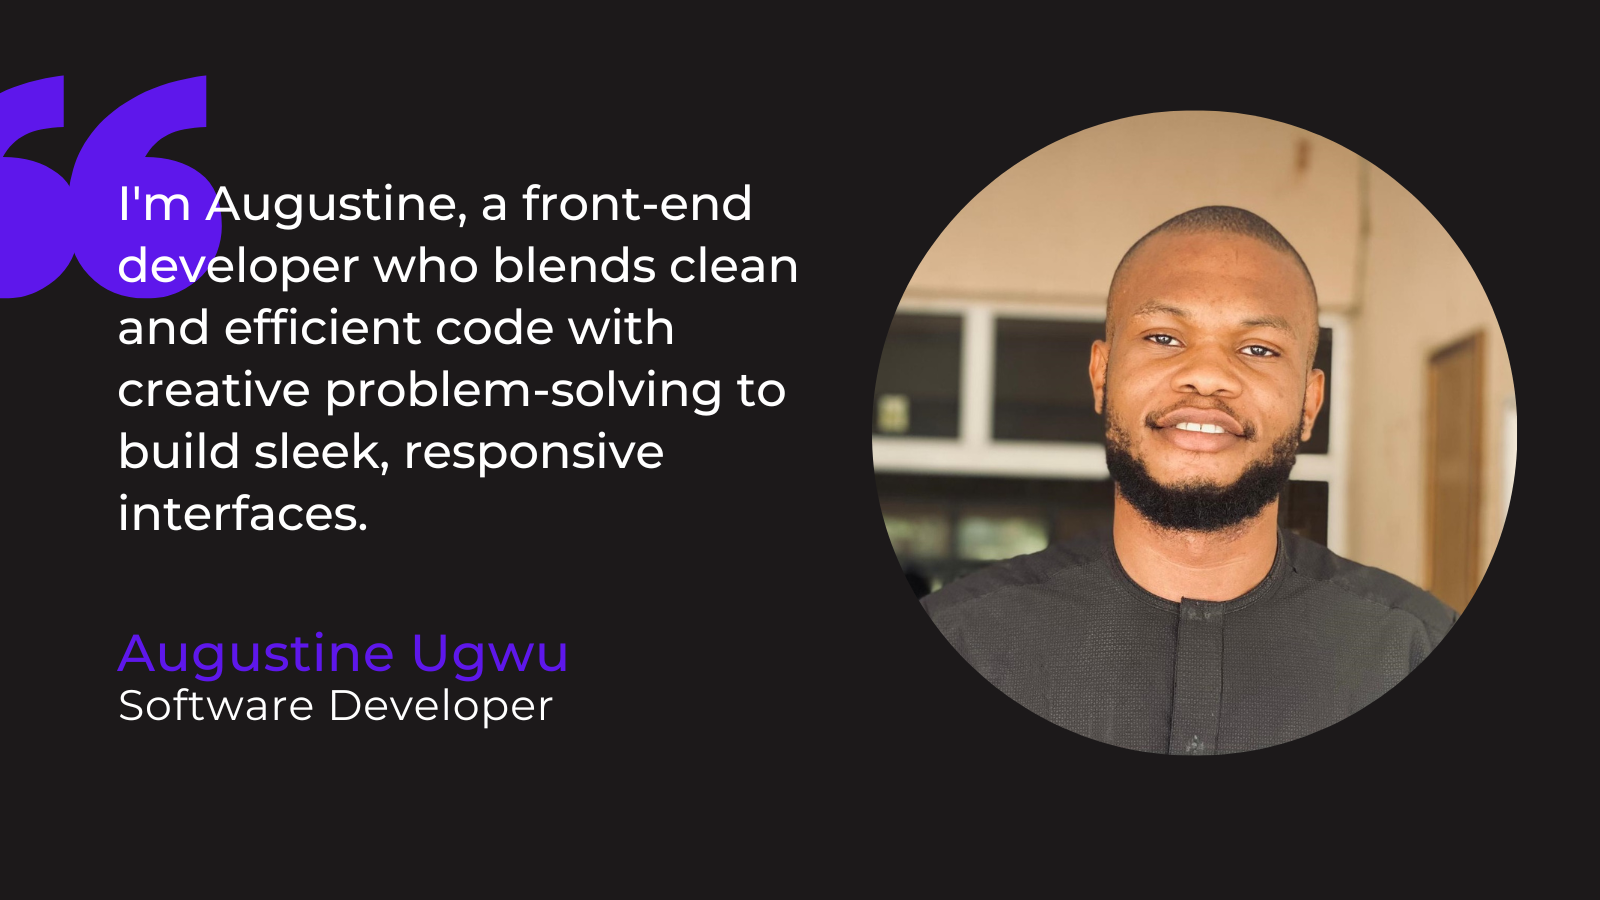 I'm Augustine, a front-end
developer who blends clean
and efficient code with
creative problem-solving to
build sleek, responsive
interfaces.
Augustine Ugwu
Software Developer